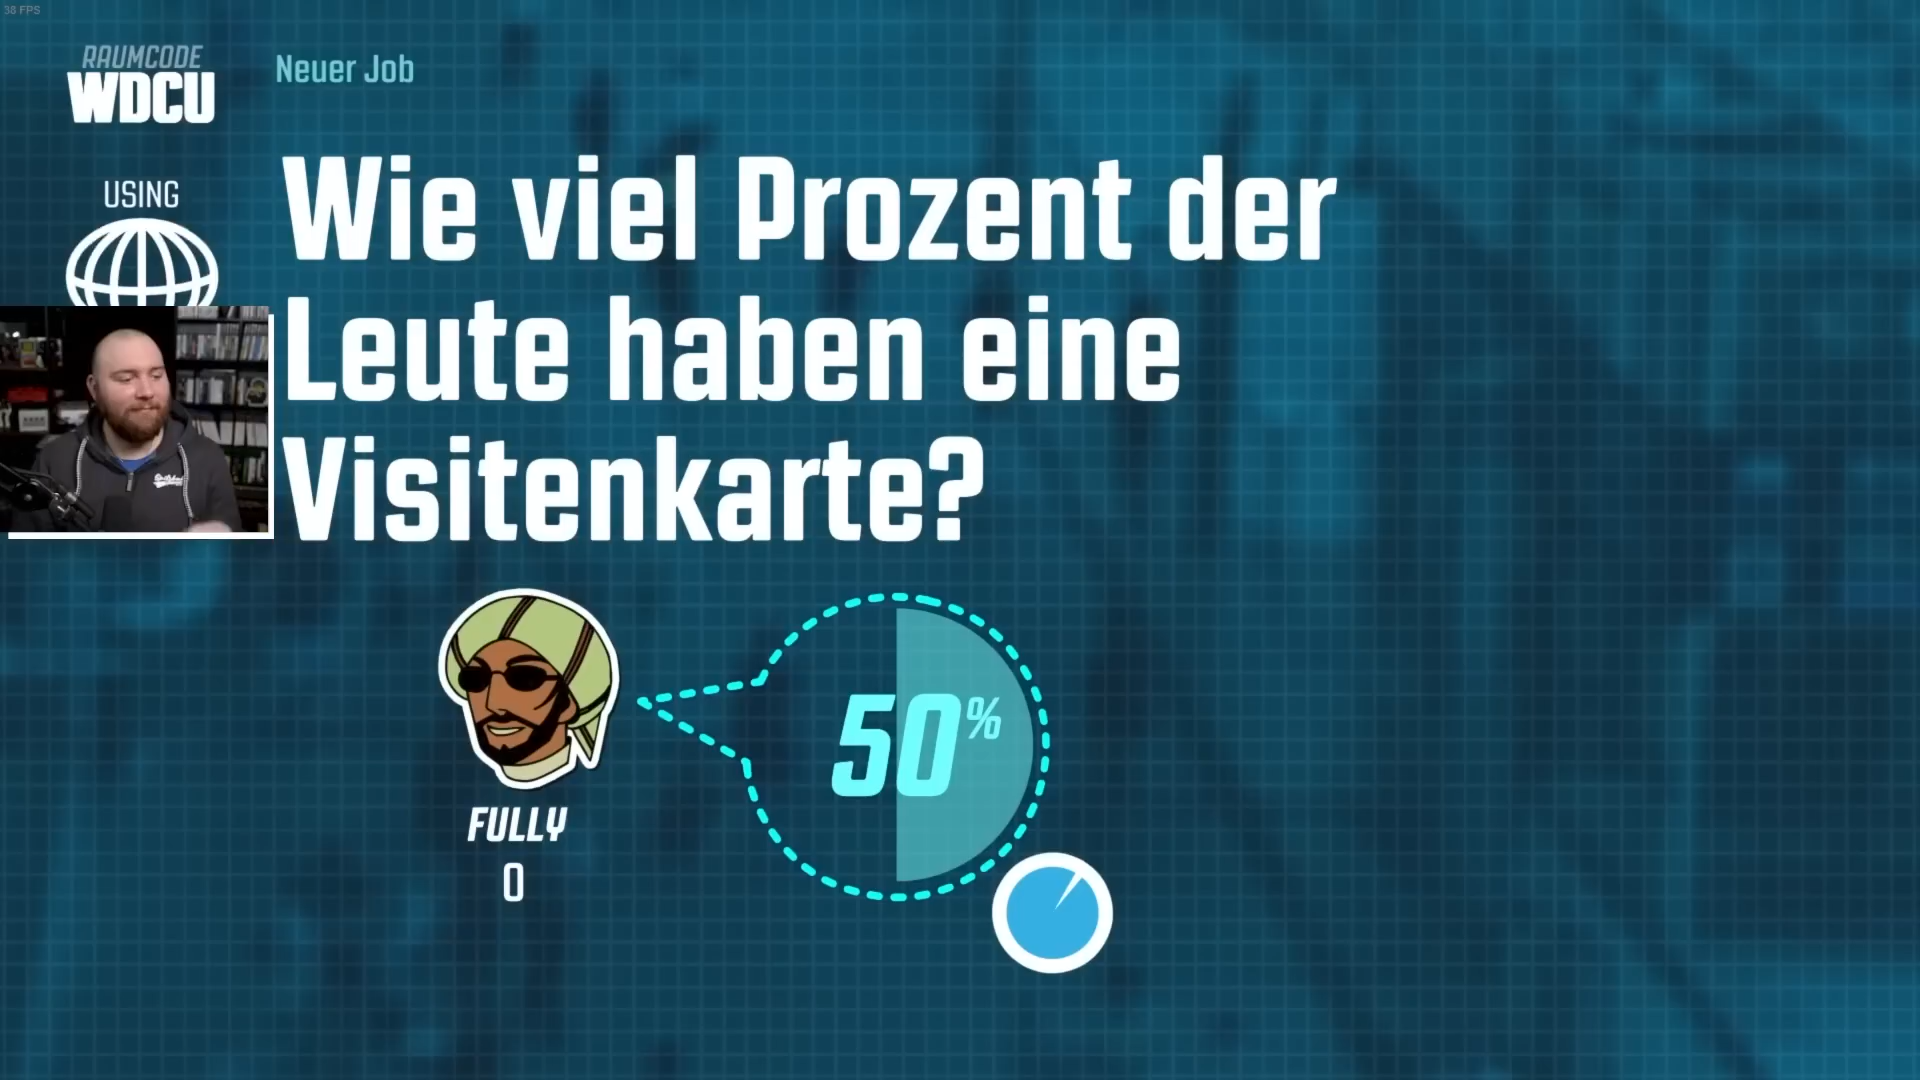 38 FPS
RAUMCODE
WDCU
Neuer Job
USING
Wie viel Prozent der
Leute haben eine
Visitenkarte?
50%
FULLY
0